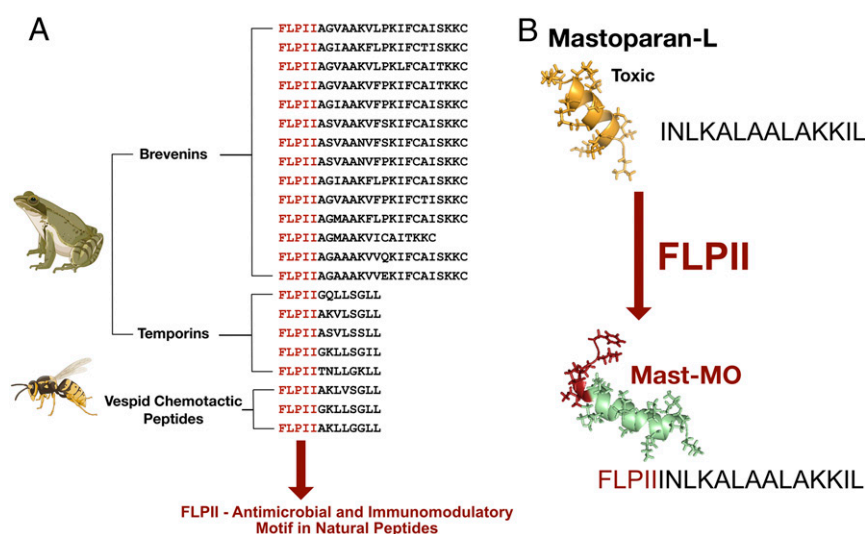 A
FLPIIAGVAAKVLPKIFCAISKKC
FLPIIAGIAAKFLPKIFCAISKKC
FLPIIAGVAAKVLPKLFCAITKKC
FLPIIAGVAAKVFPKIFCAITKKC
FLPIIAGIAAKVFPKIFCAISKKC
FLPIIASVAAKVFSKIFCAISKKC
FLPIIASVAANVFSKIFCAISKKC
FLPIIASVAANVFPKIFCAISKKC
FLPIIAGIAAKFLPKIFCTISKKC
FLPIIAGVAAKVFPKIFCAISKKC
FLPIIAGMAAKFLPKIFCAISKKC
FLPIIAGMAAKVICAITKKC
FLPIIAGAAAKVVQKIFCAISKKC
FLPIIAGAAAKVVEKIFCAISKKC
Brevenins
FLPIIGQLLSGLL
FLPIIAKVLSGLL
FLPIIASVLSSLL
FLPIIGKLLSGIL
FLPIITNLLGKLL
Temporins
FLPIIAKLVSGLL
FLPIIGKLLSGLL
FLPIIAKLLGGLL
Vespid Chemotactic
Peptides
FLPII - Antimicrobial and Immunomodulatory
Motif in Natural Peptides
B
Mastoparan-L
Toxic
INLKALAALAKKIL
FLPII
Mast-MO
FLPIIINLKALAALAKKIL